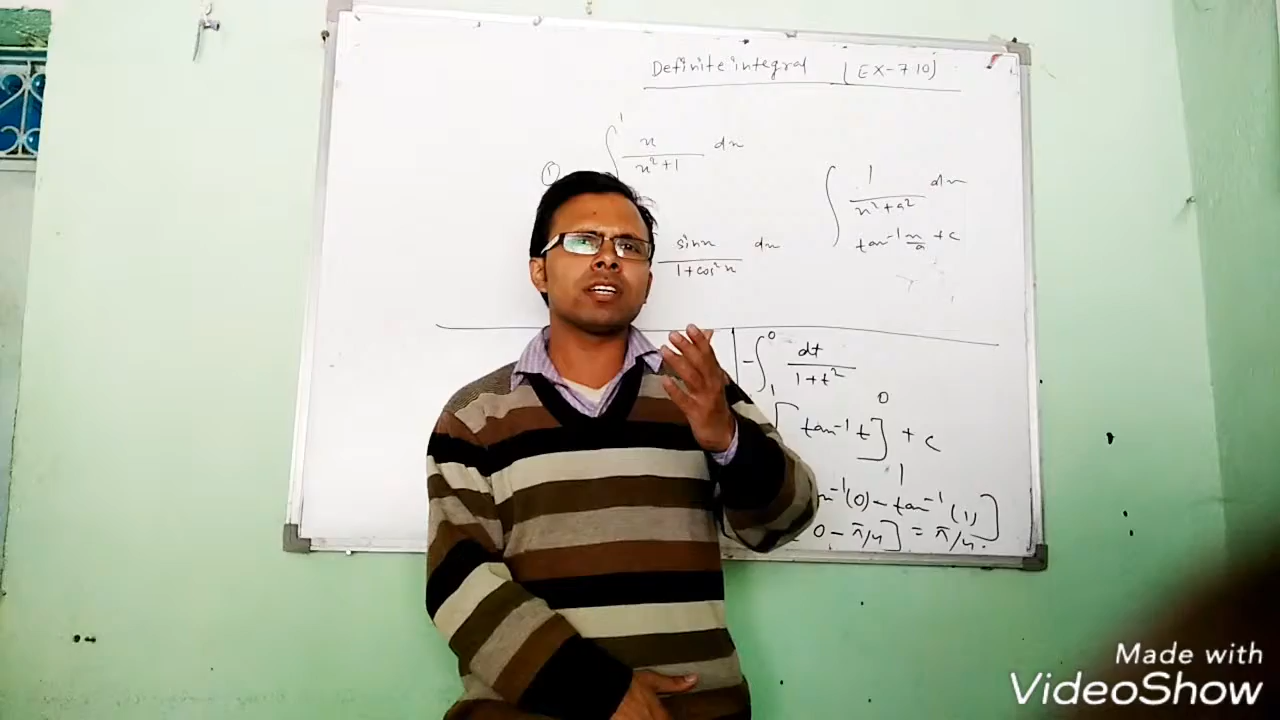 Definite integral [EX-7.10]
① ∫ 1 x/(x²+1) dx
∫ 1/(x²+a²) dx
tan⁻¹ x/a + c
sinx/(1+cos²x) dx
-∫₁⁰ dt/(1+t²)
[tan⁻¹ t]₁⁰ + c
(0) - tan⁻¹(1)]
0 - π/4] = π/4.
Made with
VideoShow